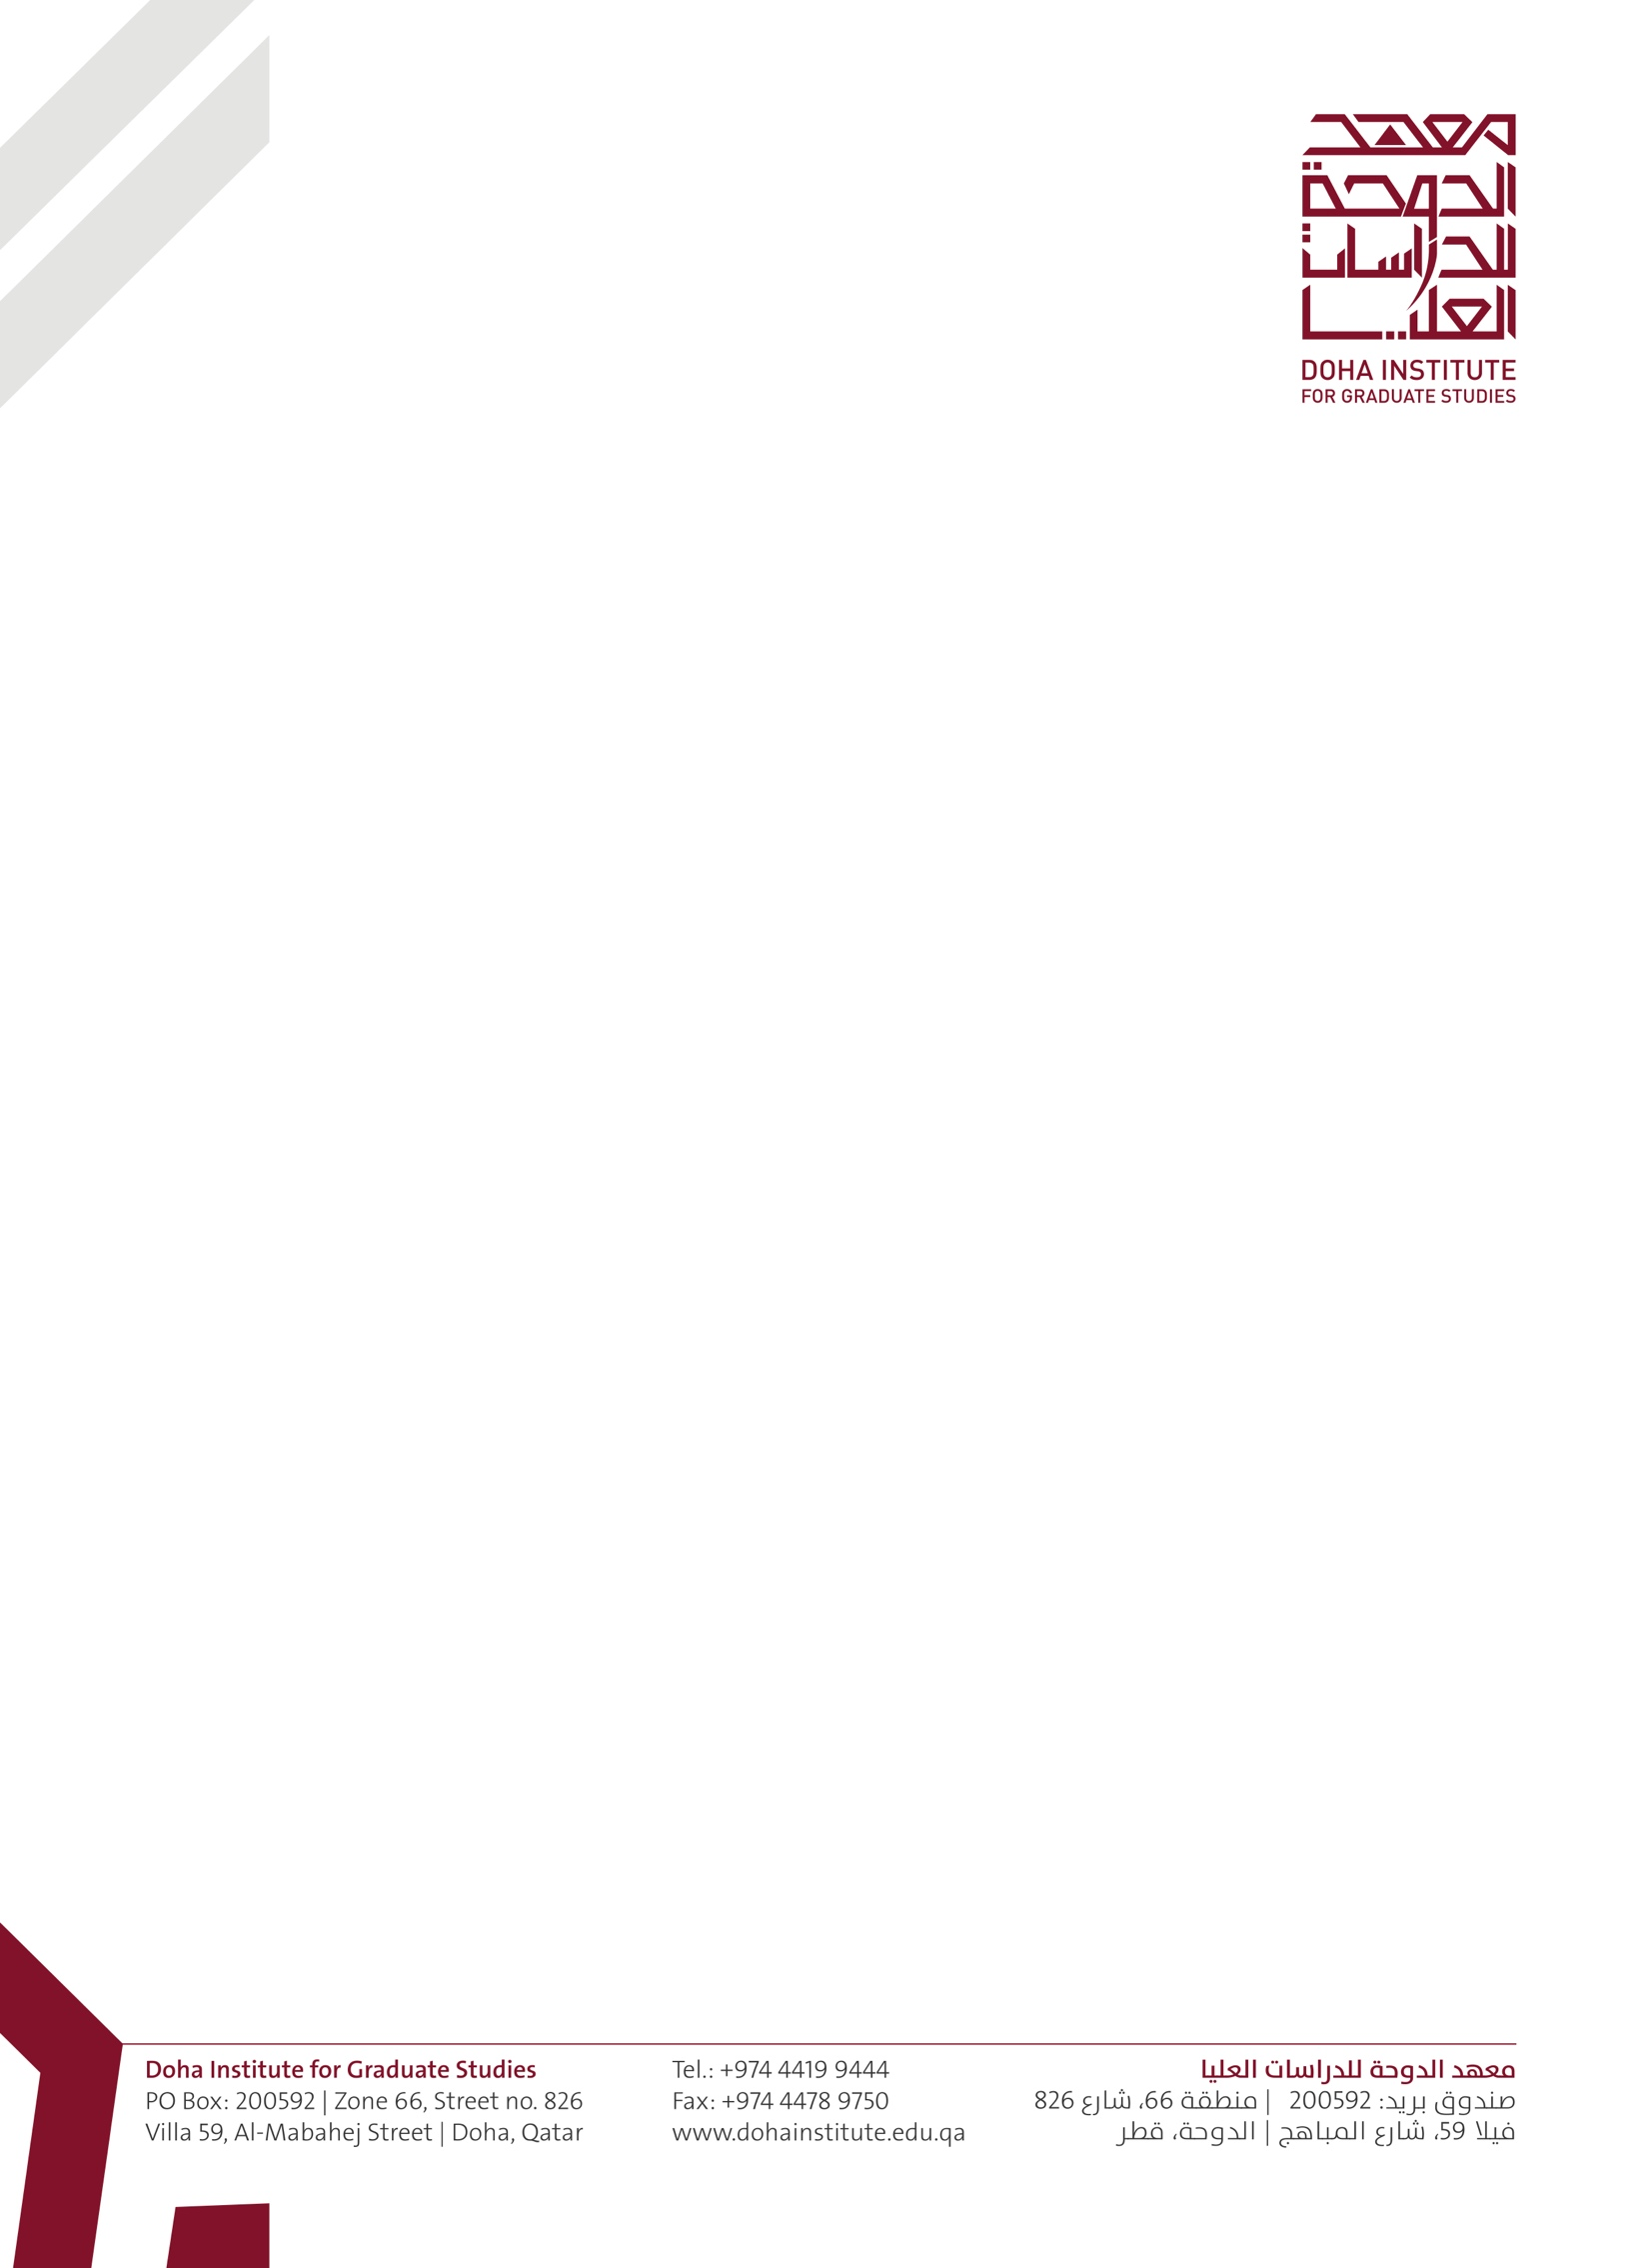 معهد
الدوحة
للدراسات
العليا
DOHA INSTITUTE
FOR GRADUATE STUDIES
Doha Institute for Graduate Studies
PO Box: 200592 | Zone 66, Street no. 826
Villa 59, Al-Mabahej Street | Doha, Qatar
Tel.: +974 4419 9444
Fax: +974 4478 9750
www.dohainstitute.edu.qa
معهد الدوحة للدراسات العليا
صندوق بريد: 200592 | منطقة 66، شارع 826
فيلا 59، شارع المباهج | الدوحة، قطر